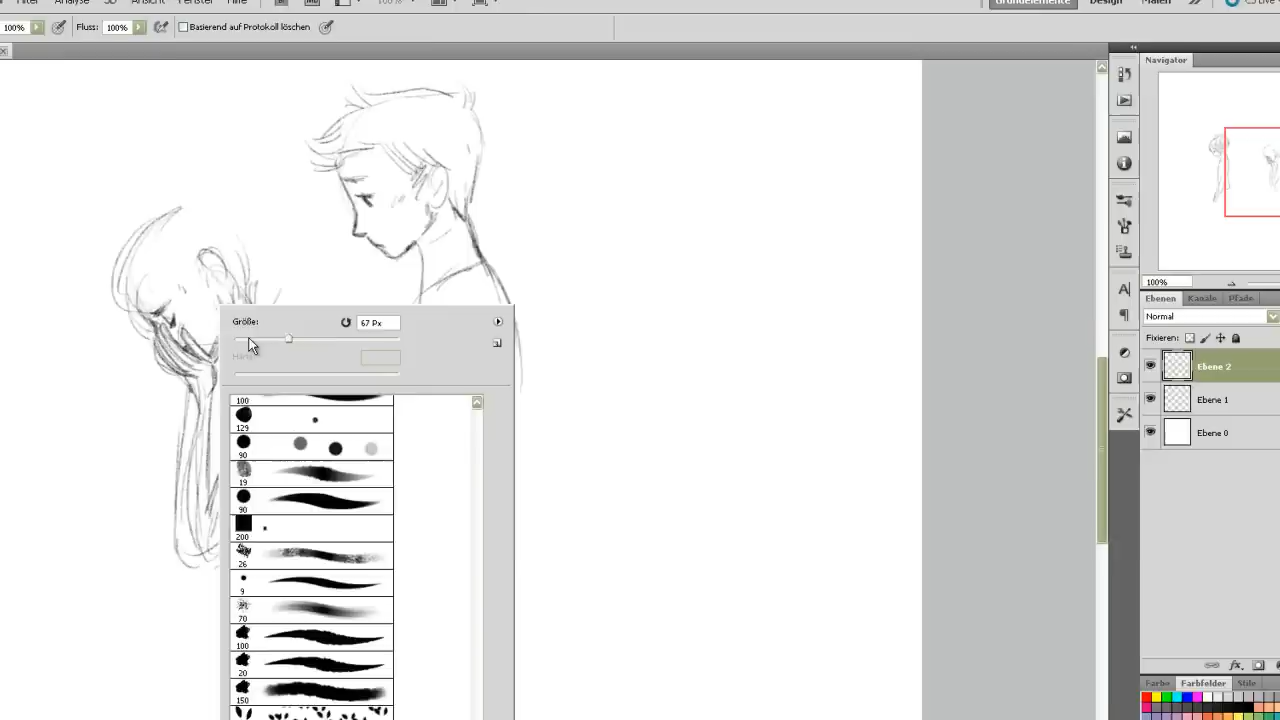 Filter Analyse 3D Ansicht Fenster Hilfe
100% Grundelemente Design Malen
100% Fluss: 100% Basierend auf Protokoll löschen
Navigator
100%
Ebenen Kanäle Pfade
Normal
Fixieren:
Ebene 2
Ebene 1
Ebene 0
Größe: 67 Px
100
129
90
19
90
200
26
9
70
100
20
150
Farbe Farbfelder Stile